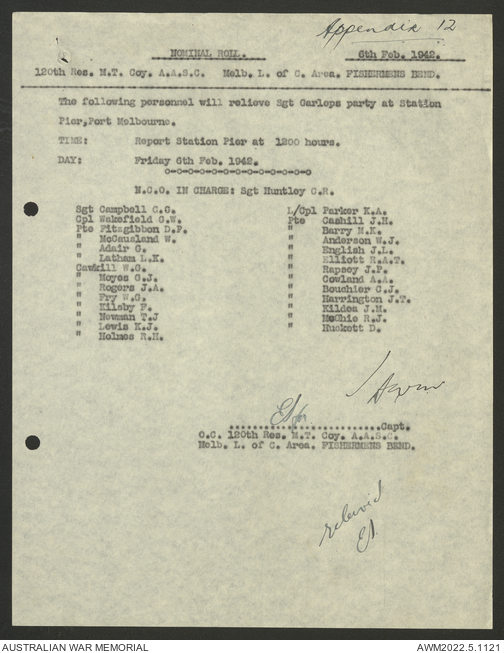 Appendix 12
NOMINAL ROLL. 6th Feb. 1942.
120th Res. M.T. Coy. A.A.S.C. Melb. L. of C. Area. FISHERMENS BEND.
The following personnel will relieve Sgt Garlops party at Station
Pier,Port Melbourne.
TIME: Report Station Pier at 1200 hours.
DAY: Friday 6th Feb. 1942.
N.C.O. IN CHARGE: Sgt Huntley C.R.
Sgt Campbell C.C.
Cpl Wakefield G.W.
Pte Fitzgibbon D.F.
" McCausland W.
" Adair G.
" Latham L.K.
Cawkill W.G.
" Moyes G.J.
" Rogers J.A.
" Fry W.G.
" Kilsby F.
" Newman T.J
" Lewis K.J.
" Holmes R.H.
L/Cpl Parker K.A.
Pte Cashill J.H.
" Barry M.K.
" Anderson W.J.
" English J.L.
" Elliott R.A.T.
" Rapsey J.P.
" Cowland A.A.
" Bouchier C.J.
" Harrington J.T.
" Kildea J.M.
" McGhie R.J.
" Huckett D.
Capt.
O.C. 120th Res. M.T. Coy. A.A.S.C.
Melb. L. of C. Area. FISHERMENS BEND.
relievid
AUSTRALIAN WAR MEMORIAL AWM2022.5.1121